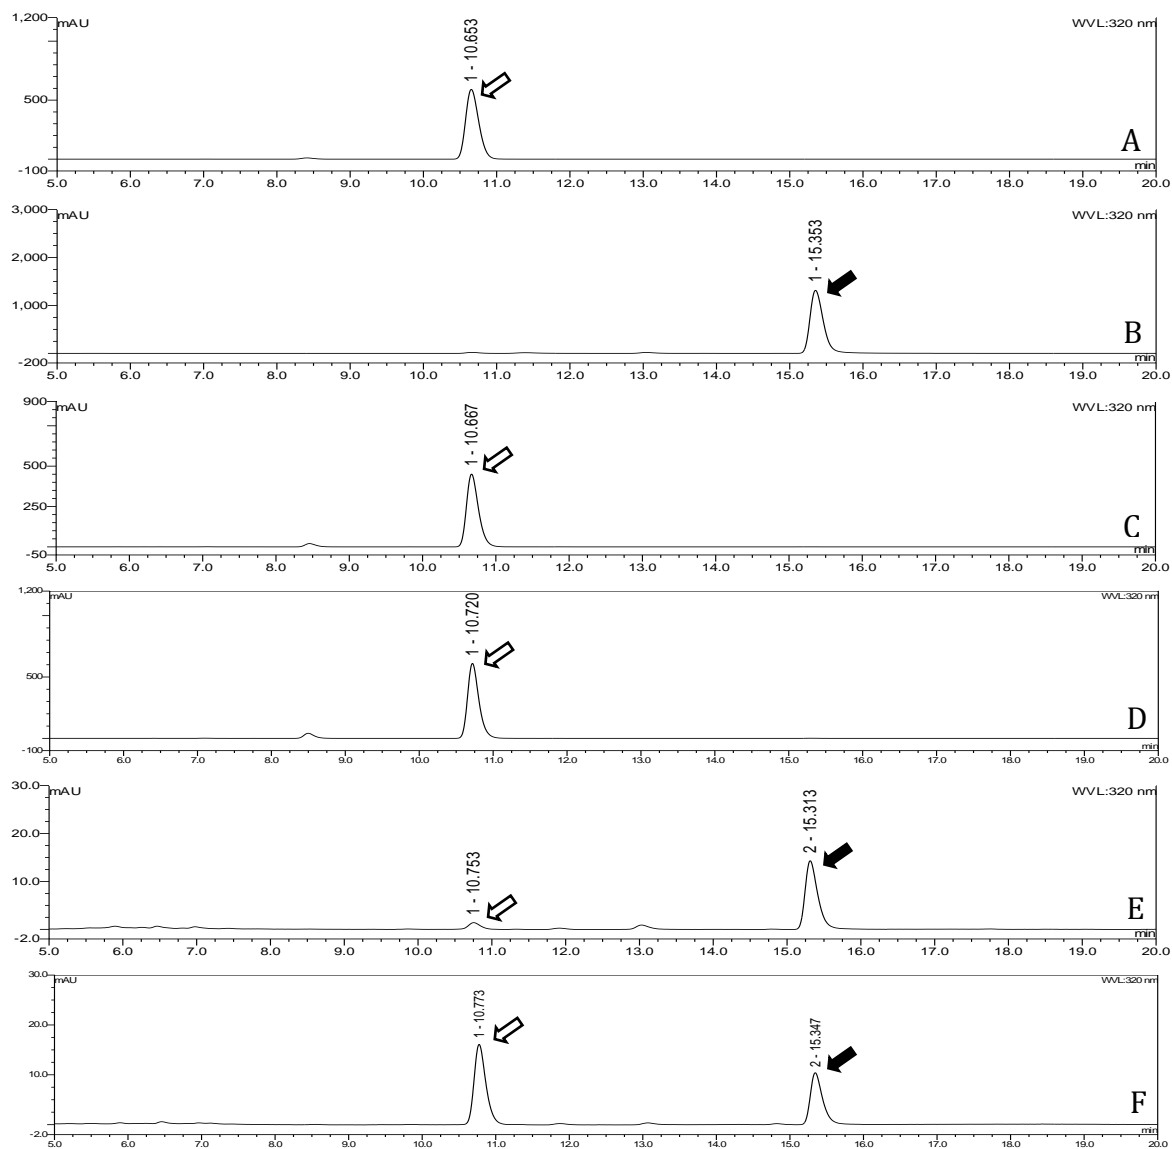 1,200 mAU WVL:320 nm
1 - 10.653
500
A
-100 min
5.0 6.0 7.0 8.0 9.0 10.0 11.0 12.0 13.0 14.0 15.0 16.0 17.0 18.0 19.0 20.0
3,000 mAU WVL:320 nm
1 - 15.353
2,000
1,000
B
-200 min
5.0 6.0 7.0 8.0 9.0 10.0 11.0 12.0 13.0 14.0 15.0 16.0 17.0 18.0 19.0 20.0
900 mAU WVL:320 nm
1 - 10.667
500
250
C
-50 min
5.0 6.0 7.0 8.0 9.0 10.0 11.0 12.0 13.0 14.0 15.0 16.0 17.0 18.0 19.0 20.0
1,200 mAU WVL:320 nm
1 - 10.720
500
D
-100 min
5.0 6.0 7.0 8.0 9.0 10.0 11.0 12.0 13.0 14.0 15.0 16.0 17.0 18.0 19.0 20.0
30.0 mAU WVL:320 nm
2 - 15.313
20.0
1 - 10.753
10.0
E
-2.0 min
5.0 6.0 7.0 8.0 9.0 10.0 11.0 12.0 13.0 14.0 15.0 16.0 17.0 18.0 19.0 20.0
30.0 mAU WVL:320 nm
1 - 10.773
20.0
2 - 15.347
10.0
F
-2.0 min
5.0 6.0 7.0 8.0 9.0 10.0 11.0 12.0 13.0 14.0 15.0 16.0 17.0 18.0 19.0 20.0